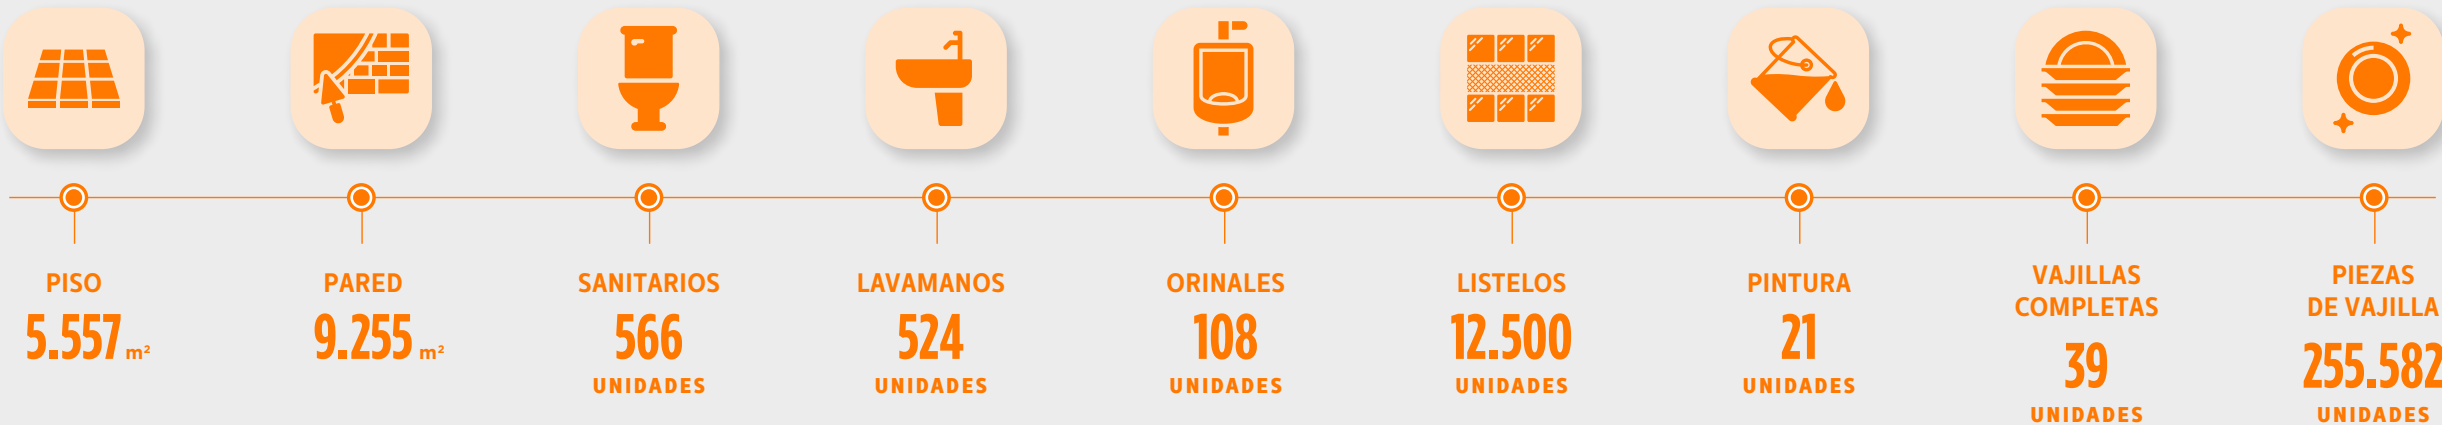 PISO
5.557 m²
PARED
9.255 m²
SANITARIOS
566
UNIDADES
LAVAMANOS
524
UNIDADES
ORINALES
108
UNIDADES
LISTELOS
12.500
UNIDADES
PINTURA
21
UNIDADES
VAJILLAS
COMPLETAS
39
UNIDADES
PIEZAS
DE VAJILLA
255.582
UNIDADES